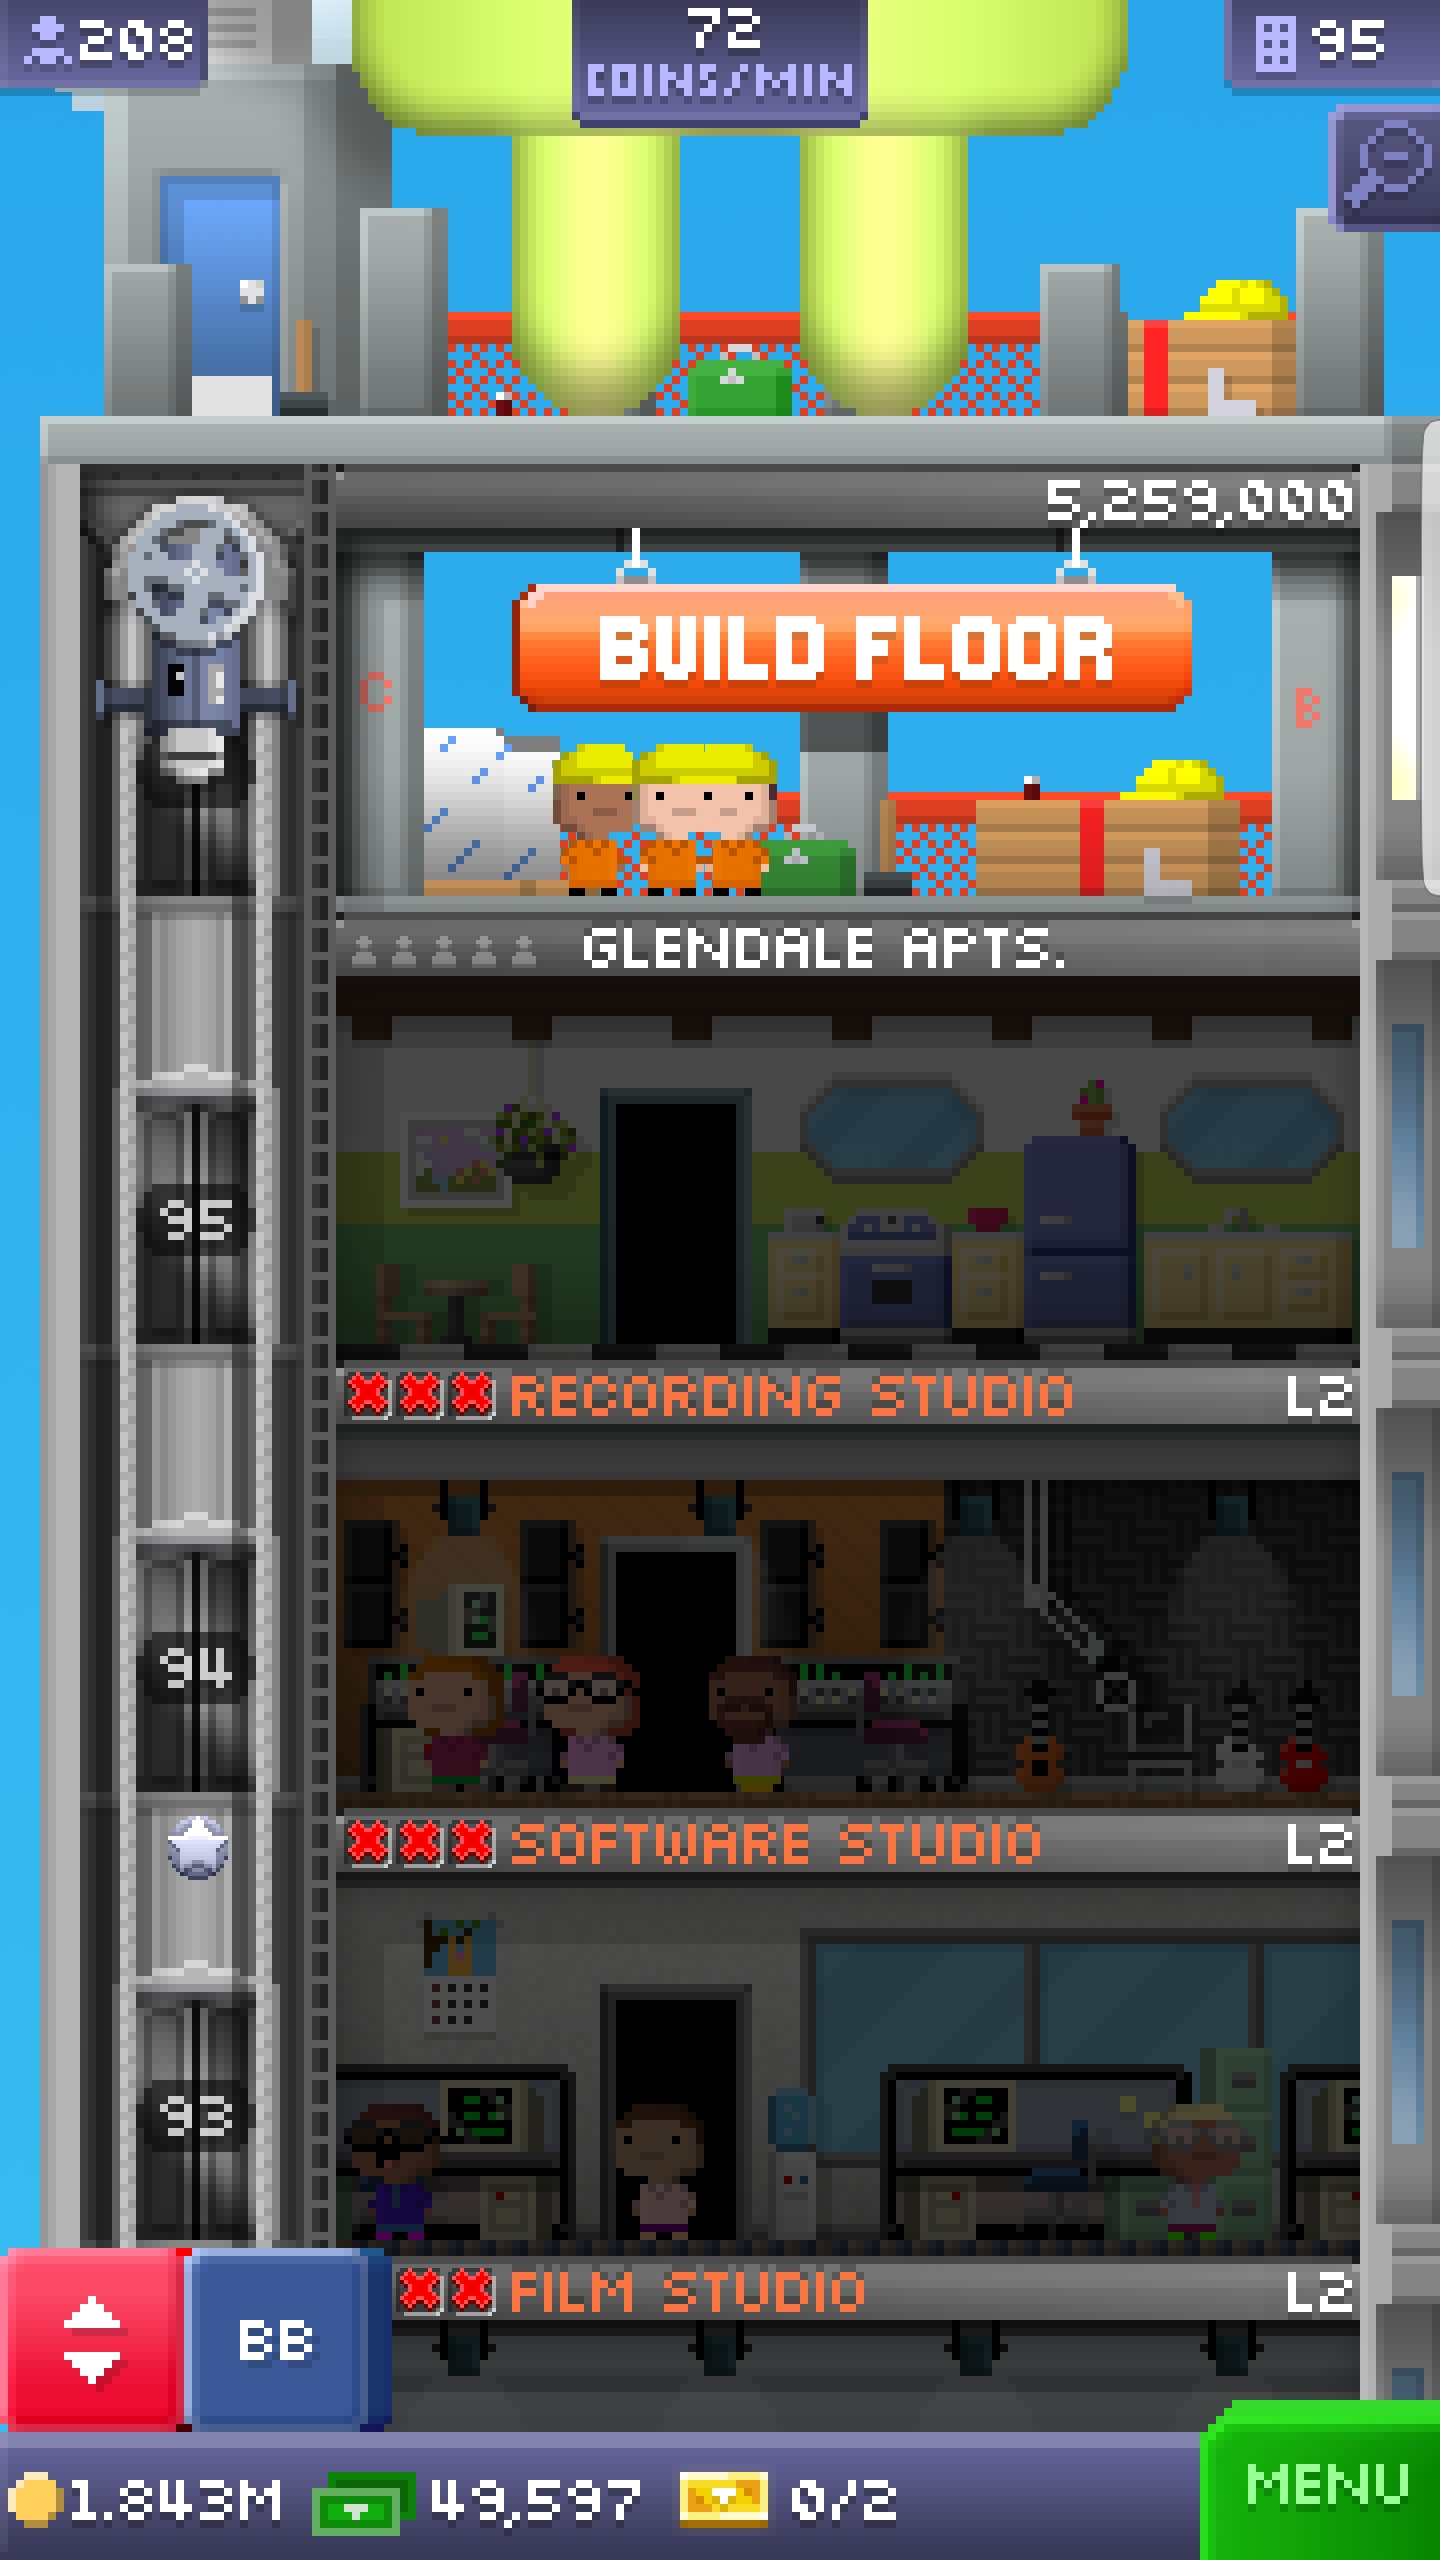 208
72
COINS/MIN
95
5,259,000
BUILD FLOOR
C
B
GLENDALE APTS.
95
RECORDING STUDIO L2
94
SOFTWARE STUDIO L2
93
FILM STUDIO L2
BB
1.843M 49,597 0/2
MENU